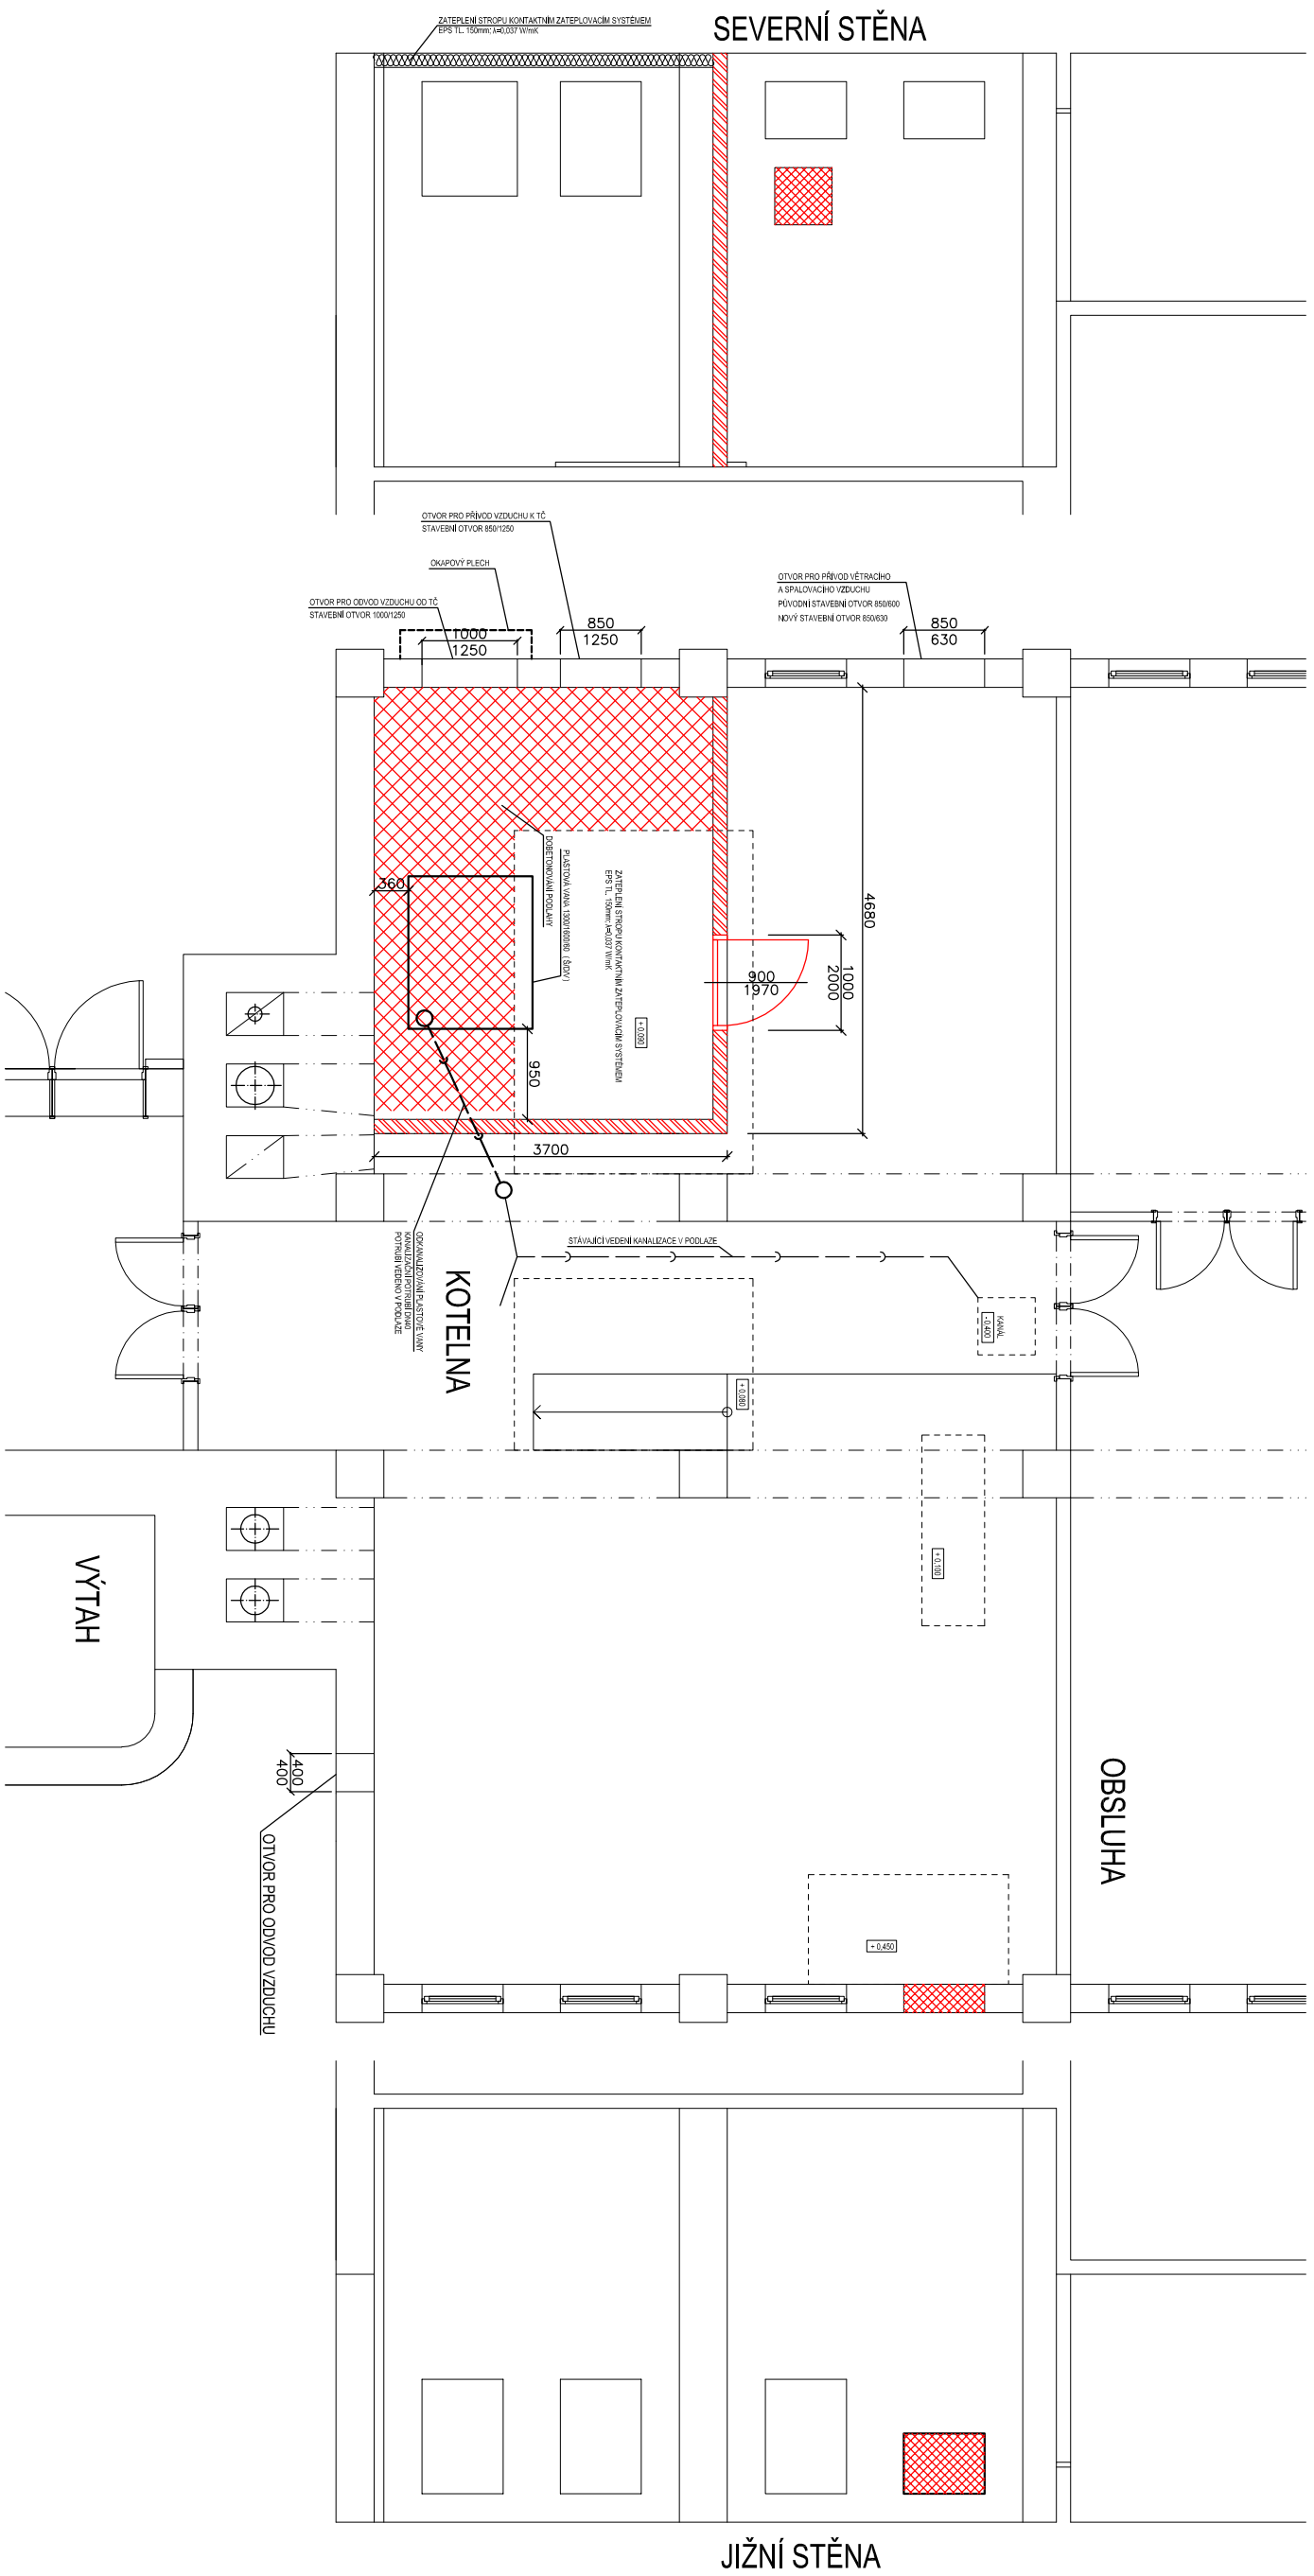 SEVERNÍ STĚNA
ZATEPLENÍ STROPU KONTAKTNÍM ZATEPLOVACÍM SYSTÉMEM
EPS TL. 150mm; λ=0,037 W/mK
OTVOR PRO PŘÍVOD VZDUCHU K TČ
STAVEBNÍ OTVOR 850/1250
OKAPOVÝ PLECH
OTVOR PRO ODVOD VZDUCHU OD TČ
STAVEBNÍ OTVOR 1000/1250
OTVOR PRO PŘÍVOD VĚTRACÍHO
A SPALOVACÍHO VZDUCHU
PŮVODNÍ STAVEBNÍ OTVOR 850/600
NOVÝ STAVEBNÍ OTVOR 850/630
1000
1250
850
1250
850
630
4680
DOBETONOVÁNÍ PODLAHY
PLASTOVÁ VANA 1300/1600/80 (Š/D/V)
ZATEPLENÍ STROPU KONTAKTNÍM ZATEPLOVACÍM SYSTÉMEM
EPS TL. 150mm; λ=0,037 W/mK
360
900
1970
1000
2000
+ 0,090
950
3700
ODKANALIZOVÁNÍ PLASTOVÉ VANY
KANALIZAČNÍ POTRUBÍ DN40
POTRUBÍ VEDENO V PODLAZE
STÁVAJÍCÍ VEDENÍ KANALIZACE V PODLAZE
KOTELNA
KANÁL
- 0,400
+ 0,080
+ 0,100
VÝTAH
400
400
OTVOR PRO ODVOD VZDUCHU
OBSLUHA
+ 0,450
JIŽNÍ STĚNA